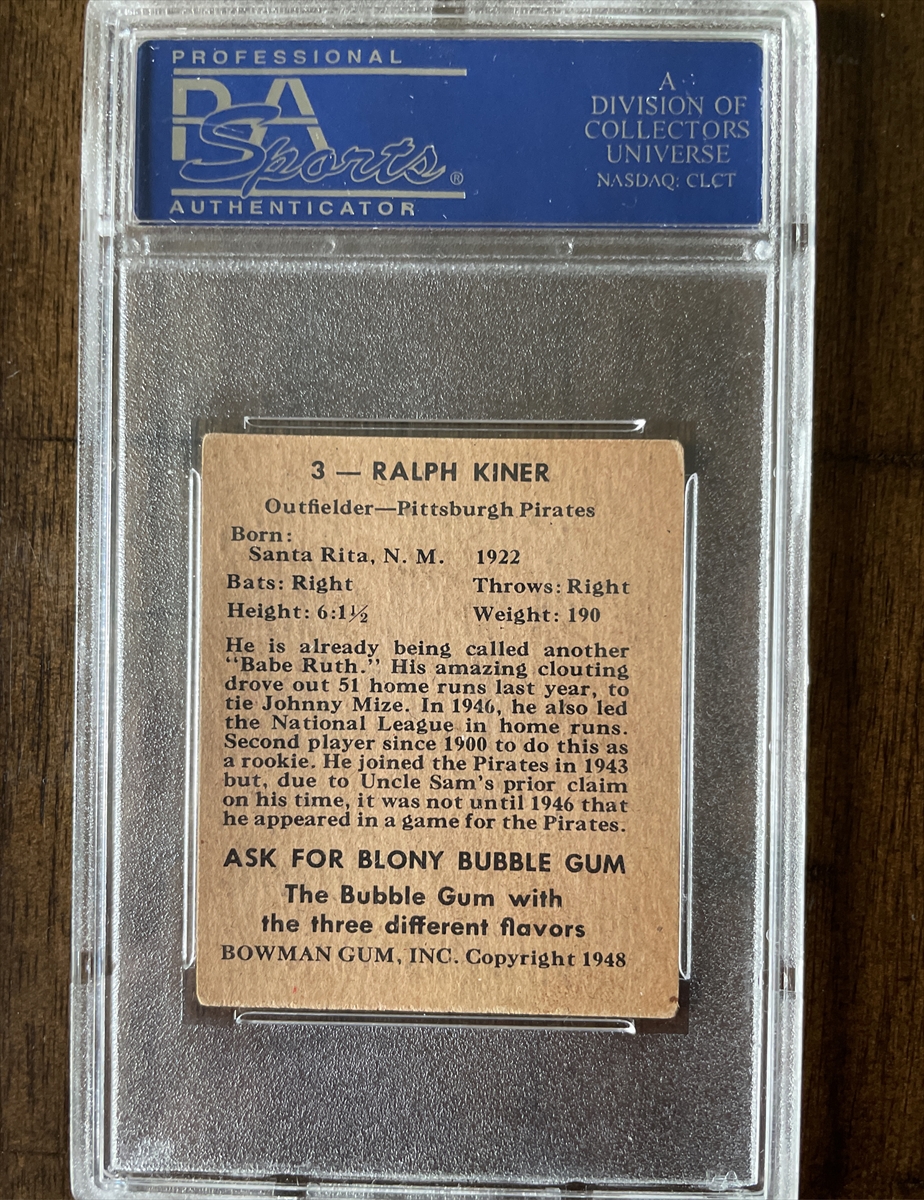 PROFESSIONAL
PSA
Sports®
AUTHENTICATOR
A
DIVISION OF
COLLECTORS
UNIVERSE
NASDAQ: CLCT
3 — RALPH KINER
Outfielder—Pittsburgh Pirates
Born:
Santa Rita, N. M. 1922
Bats: Right Throws: Right
Height: 6:1½ Weight: 190
He is already being called another
"Babe Ruth." His amazing clouting
drove out 51 home runs last year, to
tie Johnny Mize. In 1946, he also led
the National League in home runs.
Second player since 1900 to do this as
a rookie. He joined the Pirates in 1943
but, due to Uncle Sam's prior claim
on his time, it was not until 1946 that
he appeared in a game for the Pirates.
ASK FOR BLONY BUBBLE GUM
The Bubble Gum with
the three different flavors
BOWMAN GUM, INC. Copyright 1948